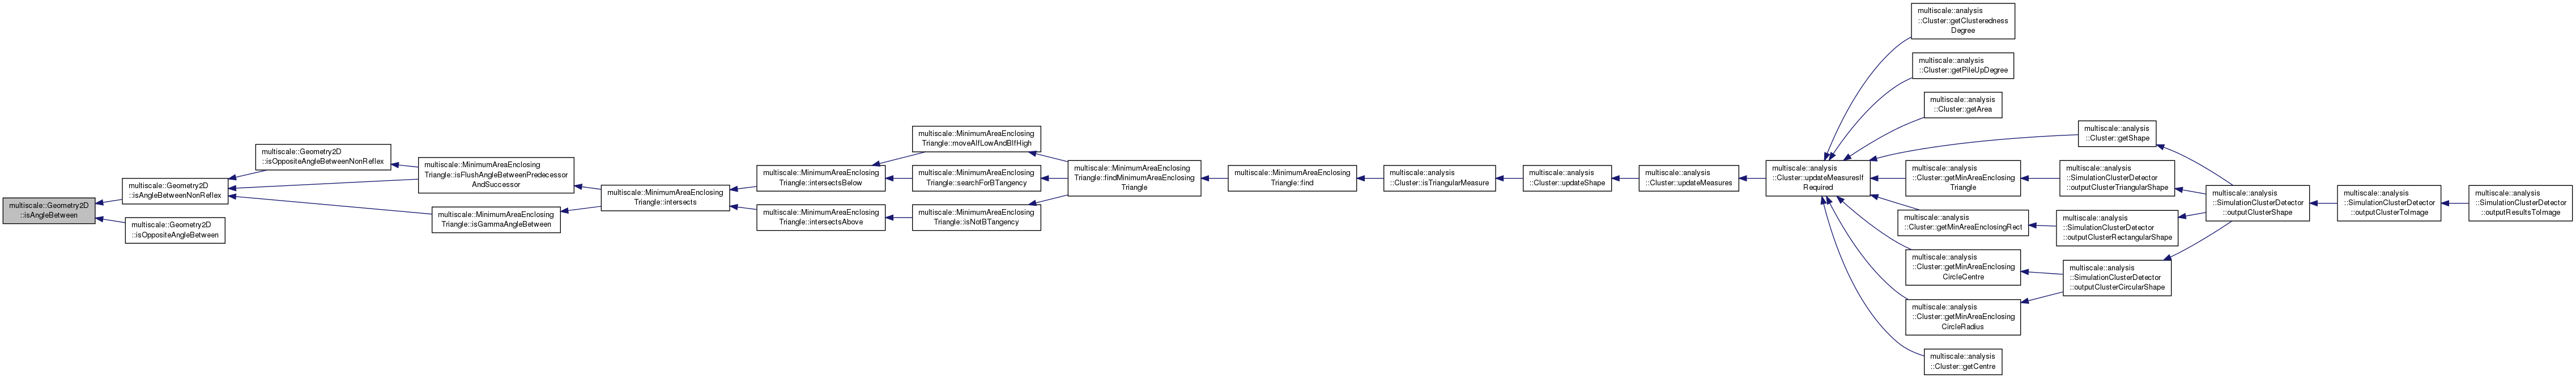 multiscale::Geometry2D
::isAngleBetween
multiscale::Geometry2D
::isAngleBetweenNonReflex
multiscale::Geometry2D
::isOppositeAngleBetween
multiscale::Geometry2D
::isOppositeAngleBetweenNonReflex
multiscale::MinimumAreaEnclosing
Triangle::isFlushAngleBetweenPredecessor
AndSuccessor
multiscale::MinimumAreaEnclosing
Triangle::isGammaAngleBetween
multiscale::MinimumAreaEnclosing
Triangle::intersects
multiscale::MinimumAreaEnclosing
Triangle::intersectsBelow
multiscale::MinimumAreaEnclosing
Triangle::intersectsAbove
multiscale::MinimumAreaEnclosing
Triangle::moveAIfLowAndBIfHigh
multiscale::MinimumAreaEnclosing
Triangle::searchForBTangency
multiscale::MinimumAreaEnclosing
Triangle::isNotBTangency
multiscale::MinimumAreaEnclosing
Triangle::findMinimumAreaEnclosing
Triangle
multiscale::MinimumAreaEnclosing
Triangle::find
multiscale::analysis
::Cluster::isTriangularMeasure
multiscale::analysis
::Cluster::updateShape
multiscale::analysis
::Cluster::updateMeasures
multiscale::analysis
::Cluster::updateMeasuresIf
Required
multiscale::analysis
::Cluster::getClusteredness
Degree
multiscale::analysis
::Cluster::getPileUpDegree
multiscale::analysis
::Cluster::getArea
multiscale::analysis
::Cluster::getShape
multiscale::analysis
::Cluster::getMinAreaEnclosing
Triangle
multiscale::analysis
::SimulationClusterDetector
::outputClusterTriangularShape
multiscale::analysis
::Cluster::getMinAreaEnclosingRect
multiscale::analysis
::SimulationClusterDetector
::outputClusterRectangularShape
multiscale::analysis
::Cluster::getMinAreaEnclosing
CircleCentre
multiscale::analysis
::SimulationClusterDetector
::outputClusterCircularShape
multiscale::analysis
::Cluster::getMinAreaEnclosing
CircleRadius
multiscale::analysis
::Cluster::getCentre
multiscale::analysis
::SimulationClusterDetector
::outputClusterShape
multiscale::analysis
::SimulationClusterDetector
::outputClusterToImage
multiscale::analysis
::SimulationClusterDetector
::outputResultsToImage